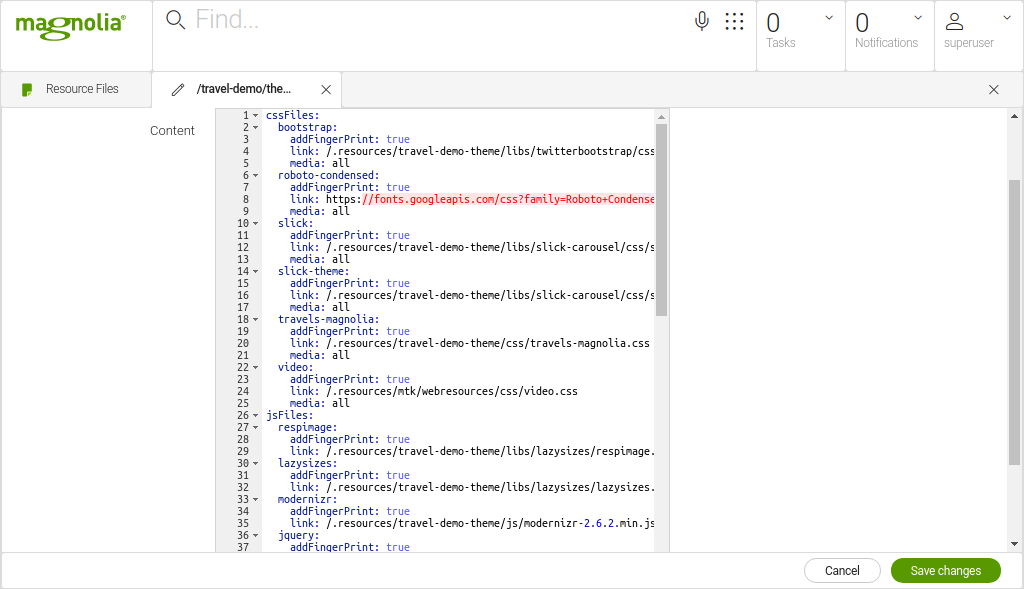 magnolia®
Find...
0
Tasks
0
Notifications
superuser
Resource Files
/travel-demo/the...
Content
1 cssFiles:
2 bootstrap:
3 addFingerPrint: true
4 link: /.resources/travel-demo-theme/libs/twitterbootstrap/css
5 media: all
6 roboto-condensed:
7 addFingerPrint: true
8 link: https://fonts.googleapis.com/css?family=Roboto+Condense
9 media: all
10 slick:
11 addFingerPrint: true
12 link: /.resources/travel-demo-theme/libs/slick-carousel/css/s
13 media: all
14 slick-theme:
15 addFingerPrint: true
16 link: /.resources/travel-demo-theme/libs/slick-carousel/css/s
17 media: all
18 travels-magnolia:
19 addFingerPrint: true
20 link: /.resources/travel-demo-theme/css/travels-magnolia.css
21 media: all
22 video:
23 addFingerPrint: true
24 link: /.resources/mtk/webresources/css/video.css
25 media: all
26 jsFiles:
27 respimage:
28 addFingerPrint: true
29 link: /.resources/travel-demo-theme/libs/lazysizes/respimage.
30 lazysizes:
31 addFingerPrint: true
32 link: /.resources/travel-demo-theme/libs/lazysizes/lazysizes.
33 modernizr:
34 addFingerPrint: true
35 link: /.resources/travel-demo-theme/js/modernizr-2.6.2.min.js
36 jquery:
37 addFingerPrint: true
Cancel
Save changes